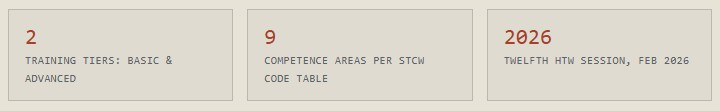 2
TRAINING TIERS: BASIC &
ADVANCED
9
COMPETENCE AREAS PER STCW
CODE TABLE
2026
TWELFTH HTW SESSION, FEB 2026